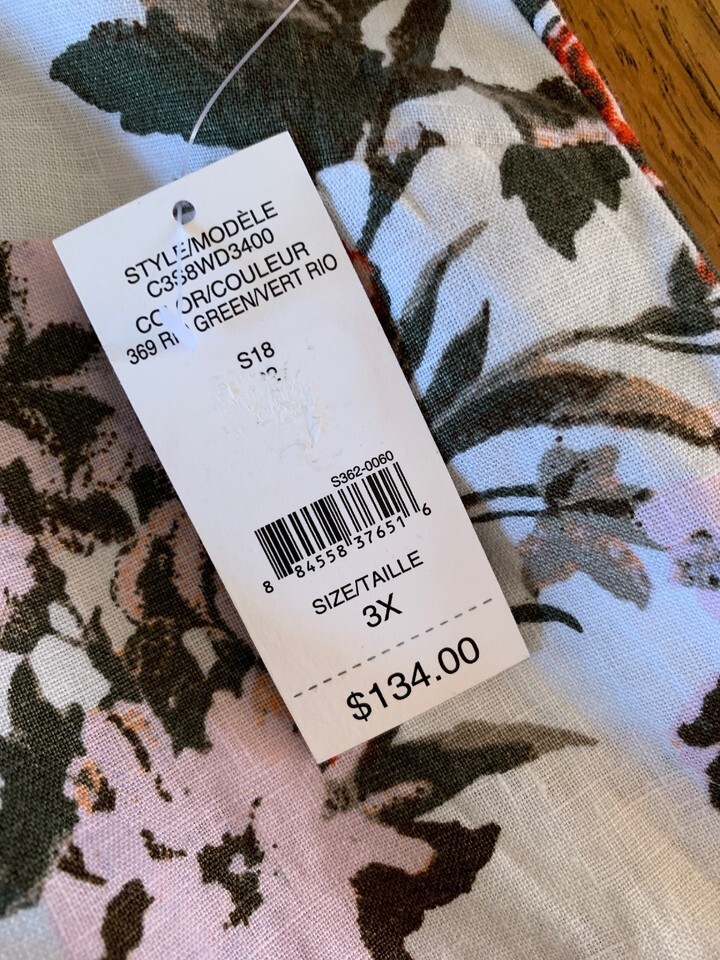 STYLE/MODÈLE
C3S8WD3400
COLOR/COULEUR
369 RIO GREEN/VERT RIO
S18
S362-0060
8 84558 37651 6
SIZE/TAILLE
3X
$134.00